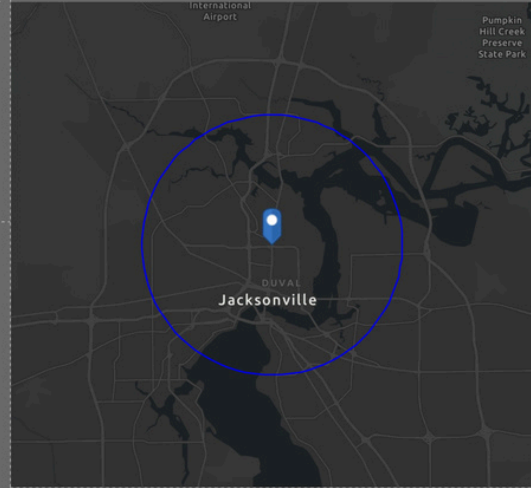 International
Airport
Pumpkin
Hill Creek
Preserve
State Park
DUVAL
Jacksonville